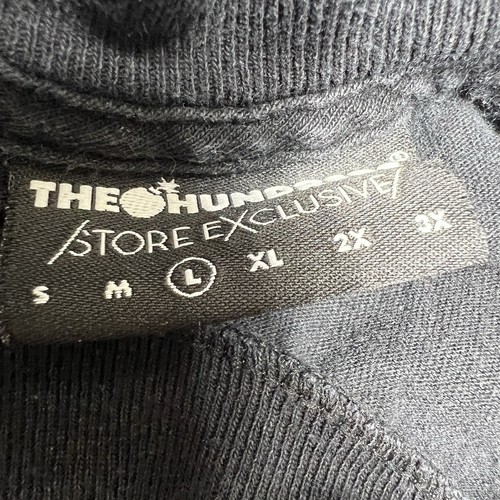 THE HUND
/STORE EXCLUSIVE/
S M L XL 2X 3X